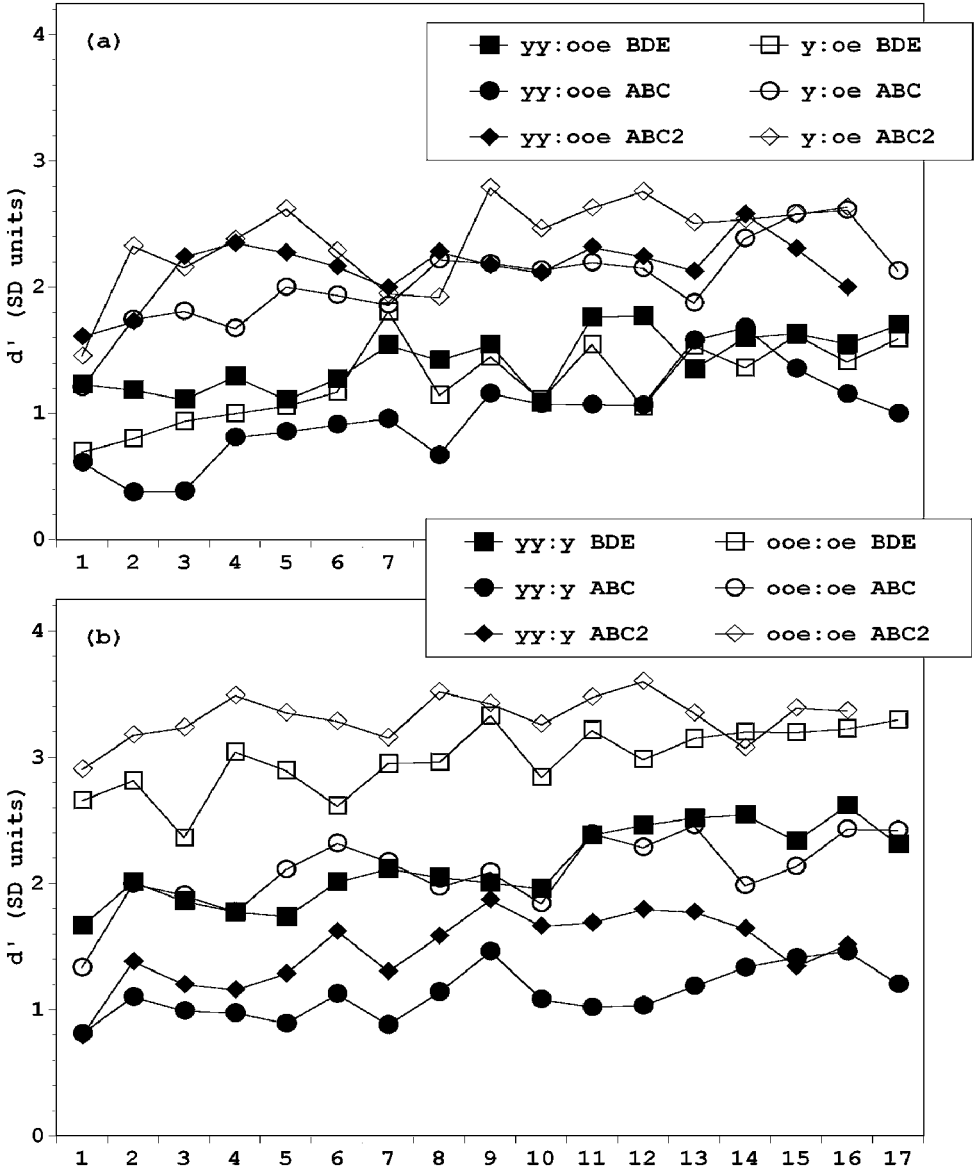 4
(a)
yy:ooe BDE y:oe BDE
yy:ooe ABC y:oe ABC
yy:ooe ABC2 y:oe ABC2
3
d' (SD units)
2
1
0
1 2 3 4 5 6 7
yy:y BDE ooe:oe BDE
yy:y ABC ooe:oe ABC
yy:y ABC2 ooe:oe ABC2
4
(b)
3
d' (SD units)
2
1
0
1 2 3 4 5 6 7 8 9 10 11 12 13 14 15 16 17